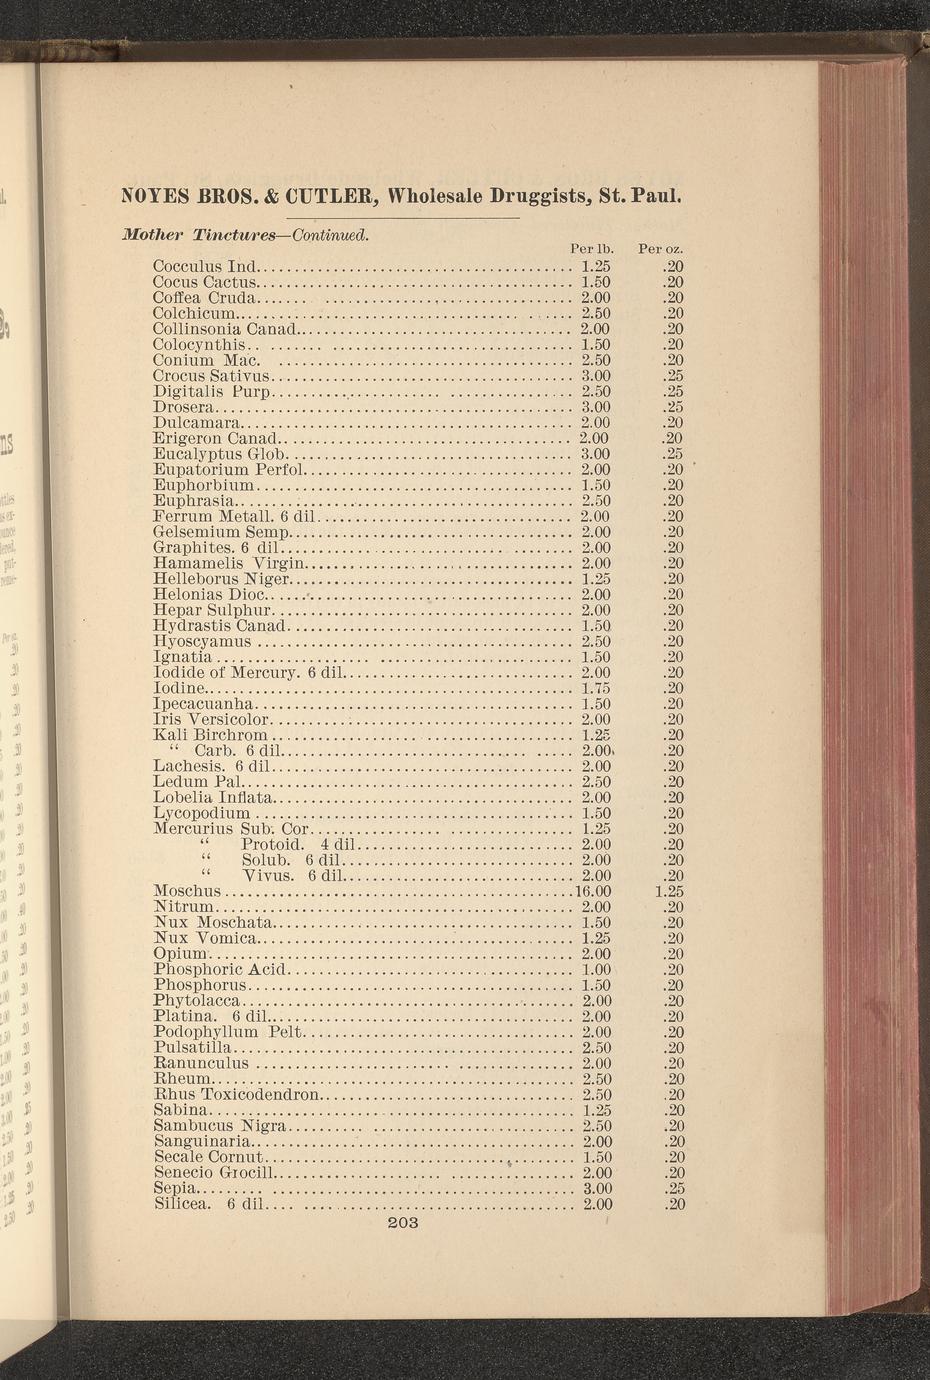 NOYES BROS. & CUTLER, Wholesale Druggists, St. Paul.
Mother Tinctures—Continued.
Per lb. Per oz.
Cocculus Ind. 1.25 .20
Cocus Cactus. 1.50 .20
Coffea Cruda. 2.00 .20
Colchicum. 2.50 .20
Collinsonia Canad. 2.00 .20
Colocynthis. 1.50 .20
Conium Mac. 2.50 .20
Crocus Sativus. 3.00 .25
Digitalis Purp. 2.50 .25
Drosera. 3.00 .25
Dulcamara. 2.00 .20
Erigeron Canad. 2.00 .20
Eucalyptus Glob. 3.00 .25
Eupatorium Perfol. 2.00 .20
Euphorbium. 1.50 .20
Euphrasia. 2.50 .20
Ferrum Metall. 6 dil. 2.00 .20
Gelsemium Semp. 2.00 .20
Graphites. 6 dil. 2.00 .20
Hamamelis Virgin. 2.00 .20
Helleborus Niger. 1.25 .20
Helonias Dioc. 2.00 .20
Hepar Sulphur. 2.00 .20
Hydrastis Canad. 1.50 .20
Hyoscyamus 2.50 .20
Ignatia 1.50 .20
Iodide of Mercury. 6 dil. 2.00 .20
Iodine. 1.75 .20
Ipecacuanha. 1.50 .20
Iris Versicolor. 2.00 .20
Kali Birchrom 1.25 .20
“ Carb. 6 dil. 2.00 .20
Lachesis. 6 dil. 2.00 .20
Ledum Pal. 2.50 .20
Lobelia Inflata. 2.00 .20
Lycopodium 1.50 .20
Mercurius Sub. Cor. 1.25 .20
“ Protoid. 4 dil. 2.00 .20
“ Solub. 6 dil. 2.00 .20
“ Vivus. 6 dil. 2.00 .20
Moschus 16.00 1.25
Nitrum. 2.00 .20
Nux Moschata. 1.50 .20
Nux Vomica. 1.25 .20
Opium. 2.00 .20
Phosphoric Acid. 1.00 .20
Phosphorus. 1.50 .20
Phytolacca. 2.00 .20
Platina. 6 dil. 2.00 .20
Podophyllum Pelt. 2.00 .20
Pulsatilla. 2.50 .20
Ranunculus 2.00 .20
Rheum. 2.50 .20
Rhus Toxicodendron. 2.50 .20
Sabina. 1.25 .20
Sambucus Nigra. 2.50 .20
Sanguinaria. 2.00 .20
Secale Cornut. 1.50 .20
Senecio Grocill. 2.00 .20
Sepia. 3.00 .25
Silicea. 6 dil. 2.00 .20
203